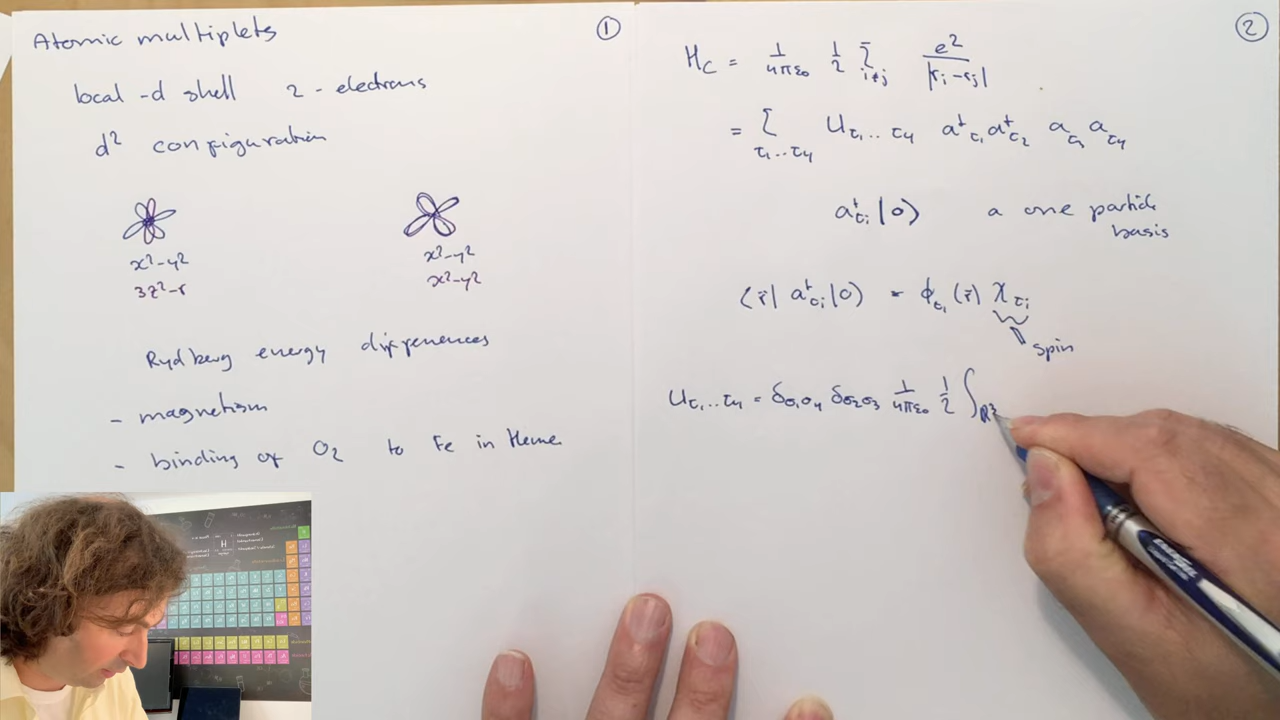 Atomic multiplets ①
local -d shell 2-electrons
d² configuration
x²-y² x²-y²
3z²-r x²-y²
Rydberg energy differences
- magnetism
- binding of O₂ to Fe in Heme
②
H_C = 1/4πε₀ 1/2 Σ_{i≠j} e²/|r_i-r_j|
= Σ_{τ₁..τ₄} U_{τ₁..τ₄} a†_{τ₁} a†_{τ₂} a_{τ₃} a_{τ₄}
a†_{τᵢ}|0⟩ a one particle
basis
⟨r̄| a†_{τᵢ}|0⟩ = ϕ_{τᵢ}(r̄) χ_{τᵢ}
spin
U_{τ₁..τ₄} = δ_{σ₁σ₄} δ_{σ₂σ₃} 1/4πε₀ 1/2 ∫_{ℝ³}